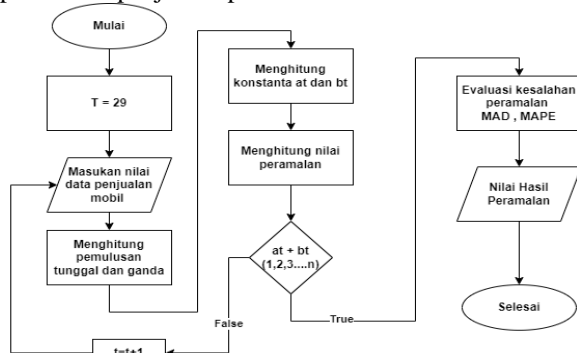 Mulai
T = 29
Masukan nilai
data penjualan
mobil
Menghitung
pemulusan
tunggal dan ganda
t=t+1
Menghitung
konstanta at dan bt
Menghitung nilai
peramalan
at + bt
(1,2,3....n)
False
True
Evaluasi kesalahan
peramalan
MAD , MAPE
Nilai Hasil
Peramalan
Selesai